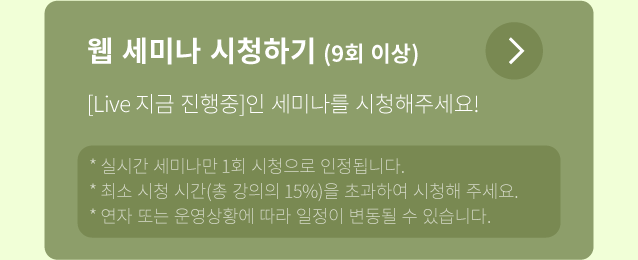 웹 세미나 시청하기 (9회 이상)
[Live 지금 진행중]인 세미나를 시청해주세요!
* 실시간 세미나만 1회 시청으로 인정됩니다.
* 최소 시청 시간(총 강의의 15%)을 초과하여 시청해 주세요.
* 연자 또는 운영상황에 따라 일정이 변동될 수 있습니다.